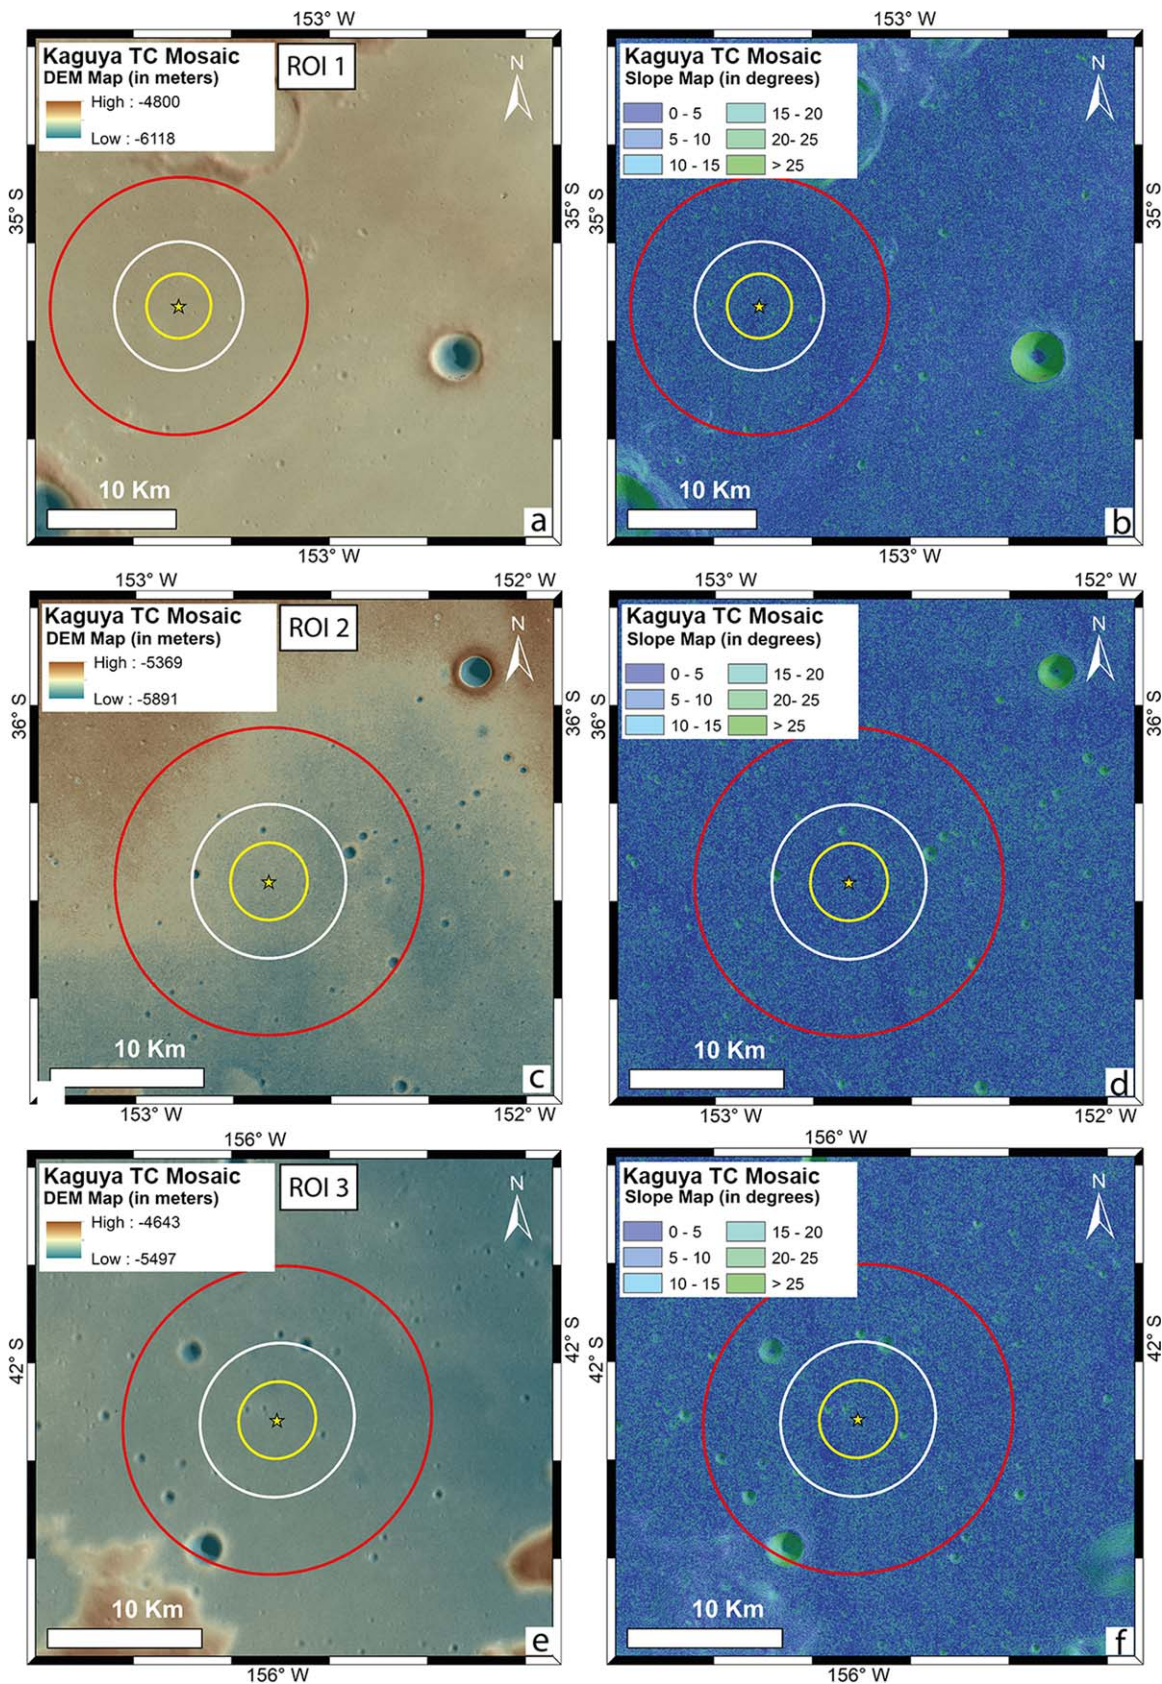 153° W
153° W
Kaguya TC Mosaic
DEM Map (in meters)
High : -4800
Low : -6118
ROI 1
N
35° S
10 Km
a
153° W
Kaguya TC Mosaic
Slope Map (in degrees)
0 - 5
15 - 20
5 - 10
20- 25
10 - 15
> 25
N
35° S
35° S
10 Km
b
153° W
153° W
152° W
Kaguya TC Mosaic
DEM Map (in meters)
High : -5369
Low : -5891
ROI 2
N
36° S
36° S
10 Km
c
153° W
152° W
153° W
152° W
Kaguya TC Mosaic
Slope Map (in degrees)
0 - 5
15 - 20
5 - 10
20- 25
10 - 15
> 25
N
36° S
36° S
10 Km
d
153° W
152° W
156° W
Kaguya TC Mosaic
DEM Map (in meters)
High : -4643
Low : -5497
ROI 3
N
42° S
42° S
10 Km
e
156° W
156° W
Kaguya TC Mosaic
Slope Map (in degrees)
0 - 5
15 - 20
5 - 10
20- 25
10 - 15
> 25
N
42° S
42° S
10 Km
f
156° W